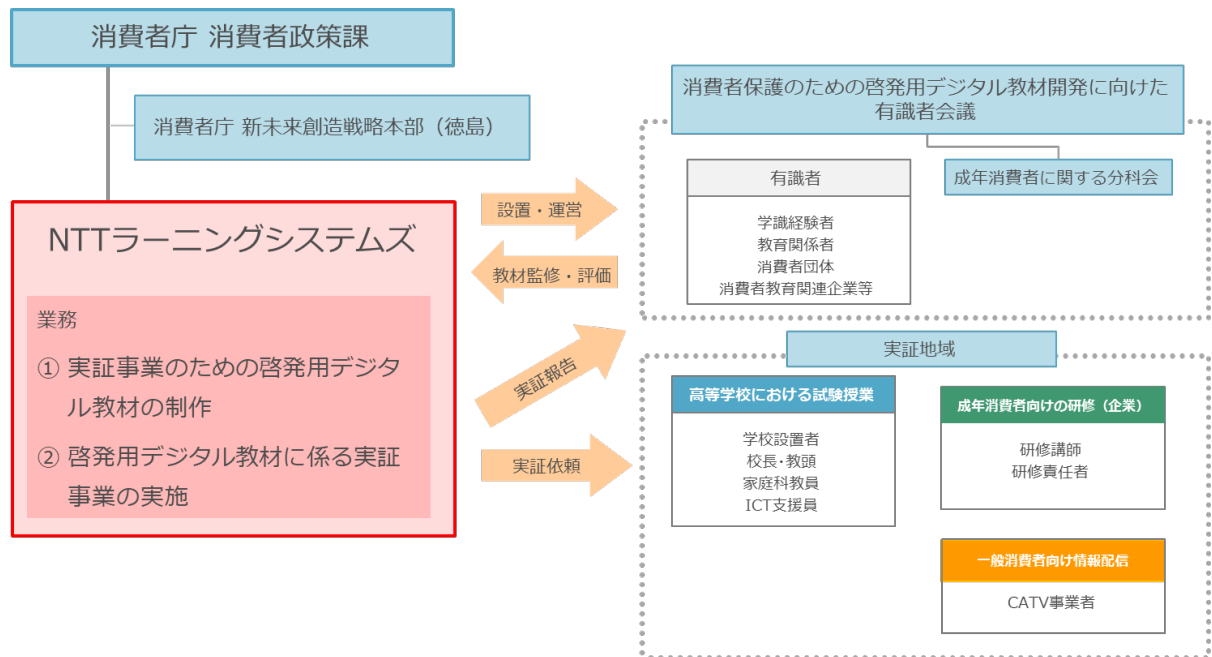 消費者庁 消費者政策課
消費者庁 新未来創造戦略本部（徳島）
NTTラーニングシステムズ
業務
① 実証事業のための啓発用デジタ
ル教材の制作
② 啓発用デジタル教材に係る実証
事業の実施
設置・運営
教材監修・評価
実証報告
実証依頼
消費者保護のための啓発用デジタル教材開発に向けた
有識者会議
有識者
学識経験者
教育関係者
消費者団体
消費者教育関連企業等
成年消費者に関する分科会
実証地域
高等学校における試験授業
学校設置者
校長・教頭
家庭科教員
ICT支援員
成年消費者向けの研修（企業）
研修講師
研修責任者
一般消費者向け情報配信
CATV事業者